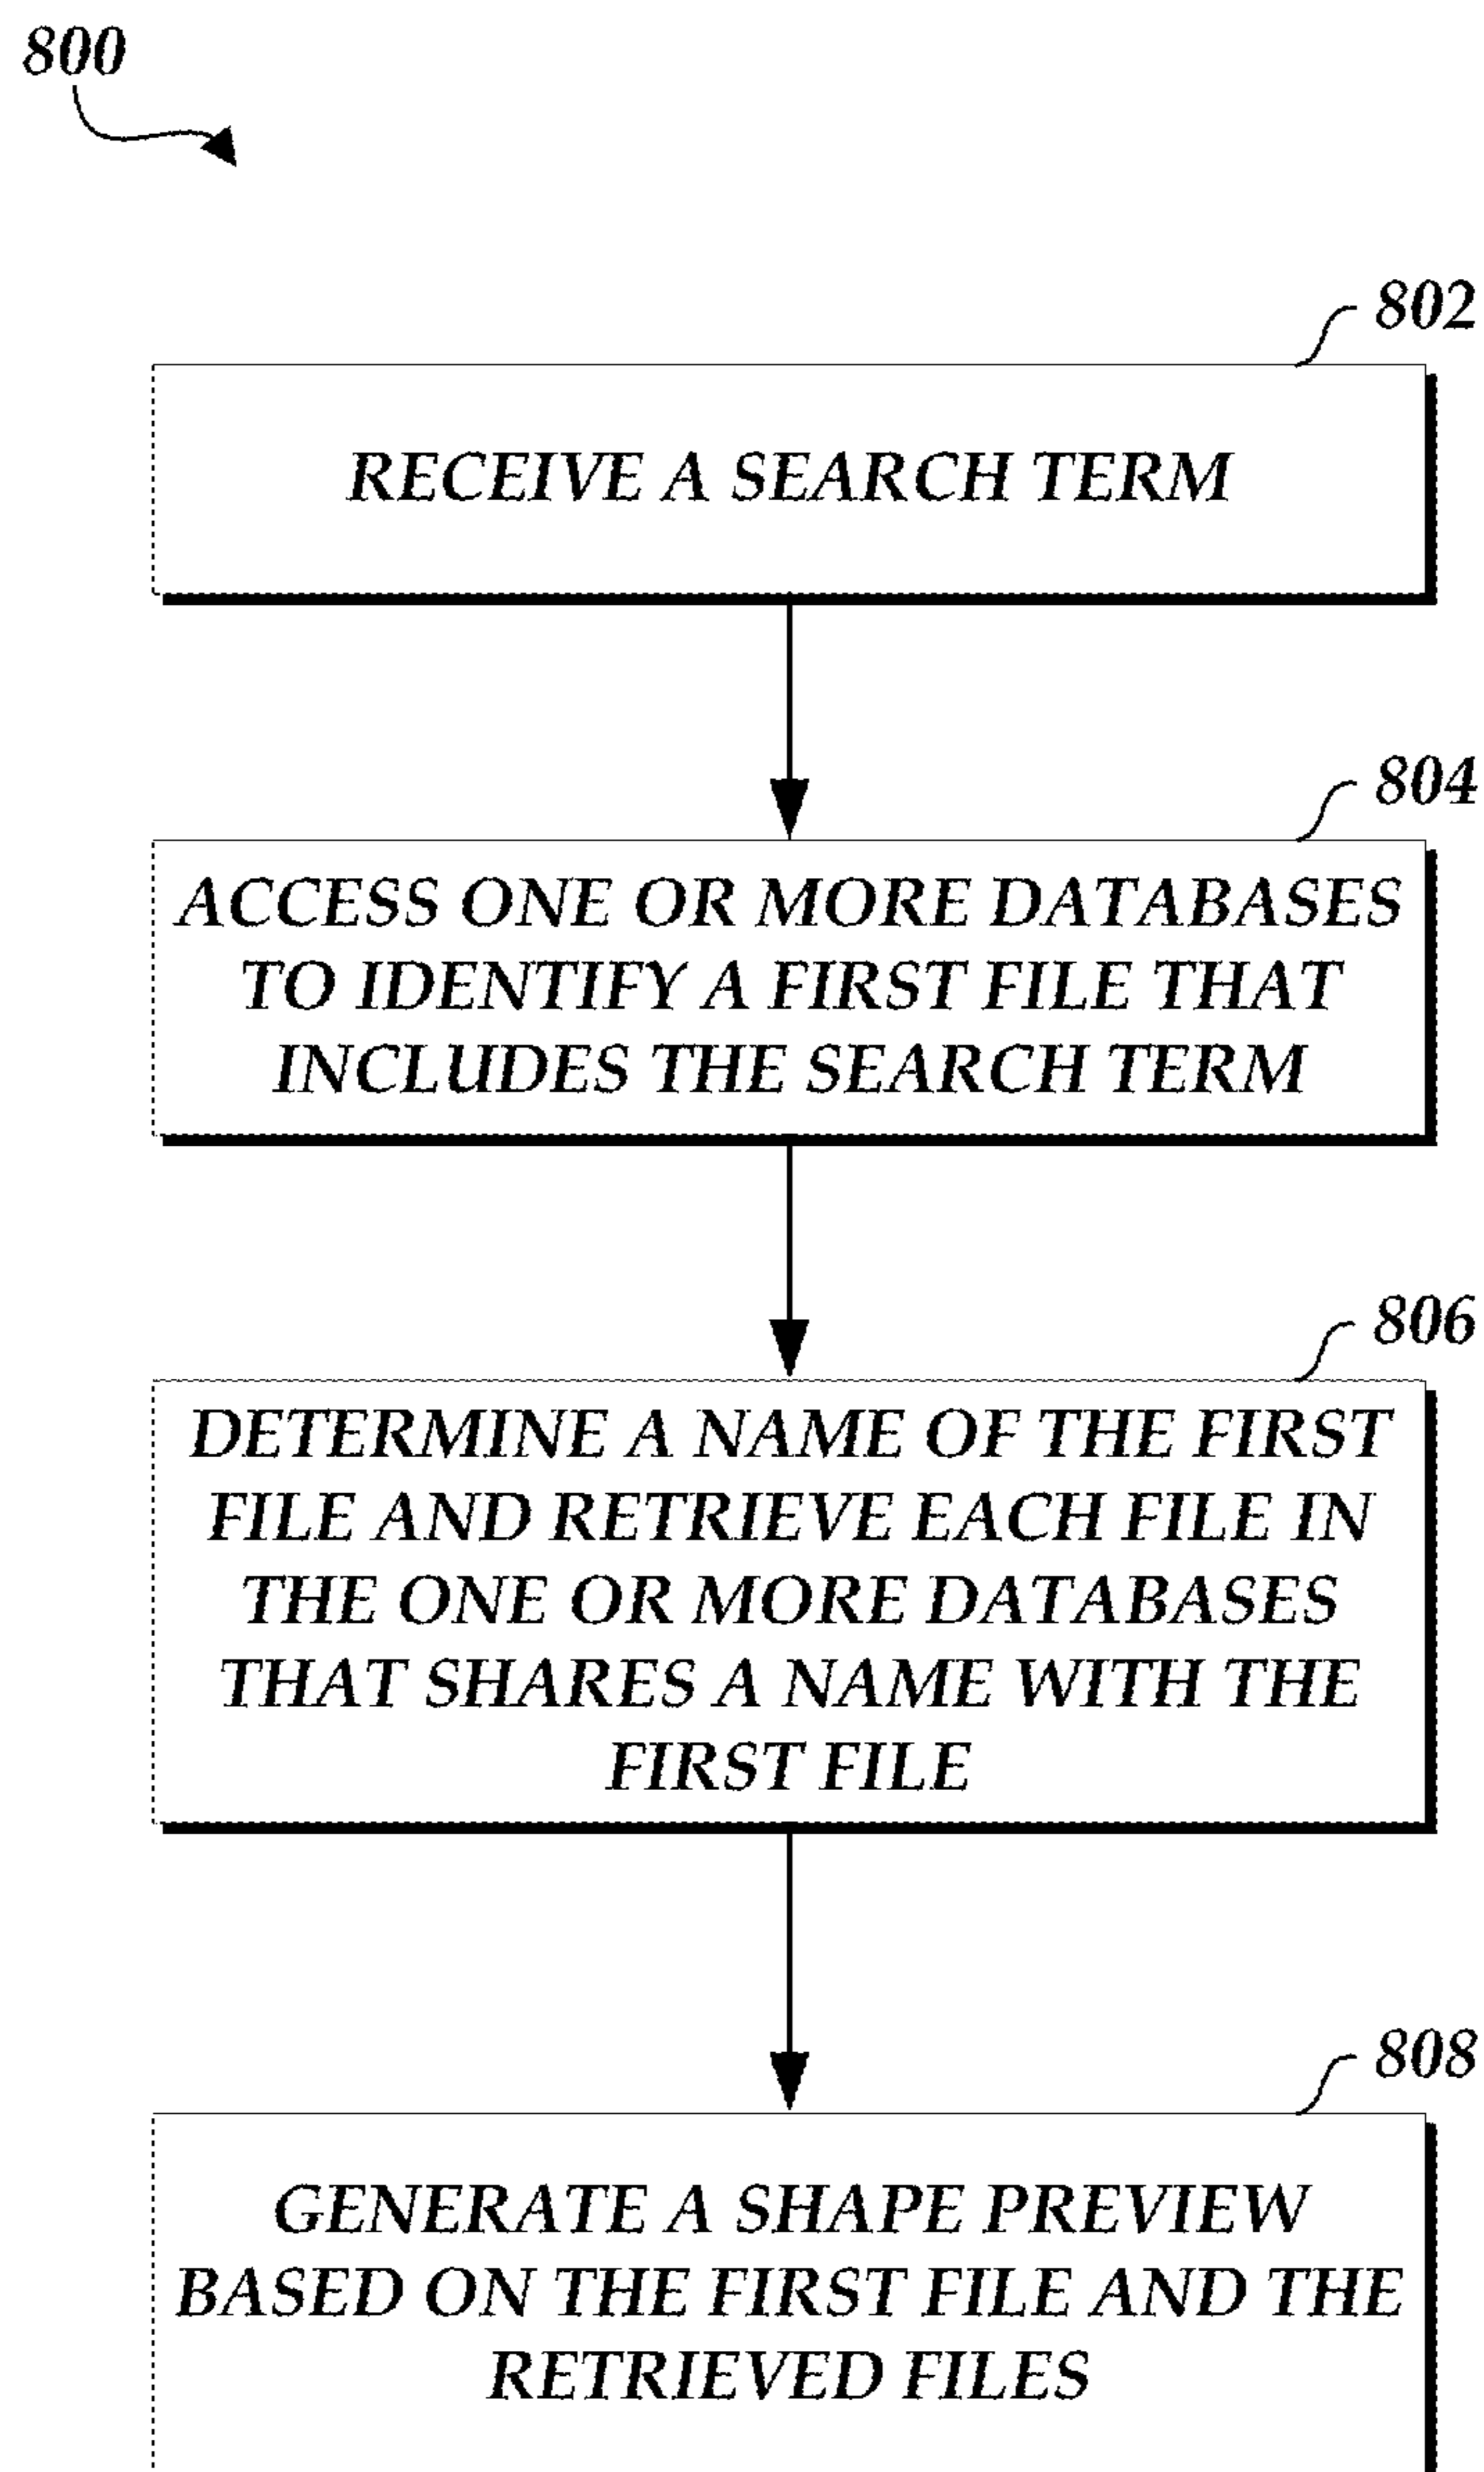 800
802
RECEIVE A SEARCH TERM
804
ACCESS ONE OR MORE DATABASES
TO IDENTIFY A FIRST FILE THAT
INCLUDES THE SEARCH TERM
806
DETERMINE A NAME OF THE FIRST
FILE AND RETRIEVE EACH FILE IN
THE ONE OR MORE DATABASES
THAT SHARES A NAME WITH THE
FIRST FILE
808
GENERATE A SHAPE PREVIEW
BASED ON THE FIRST FILE AND THE
RETRIEVED FILES